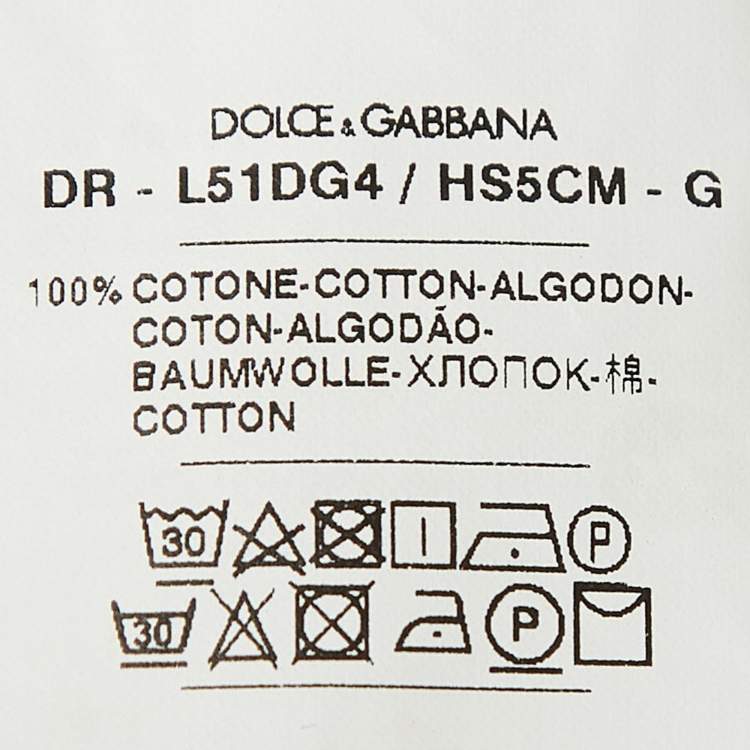 DOLCE & GABBANA
DR - L51DG4 / HS5CM - G
100% COTONE-COTTON-ALGODON-
COTON-ALGODÃO-
BAUMWOLLE-ХЛОПОК-棉-
COTTON
30 P
30 P